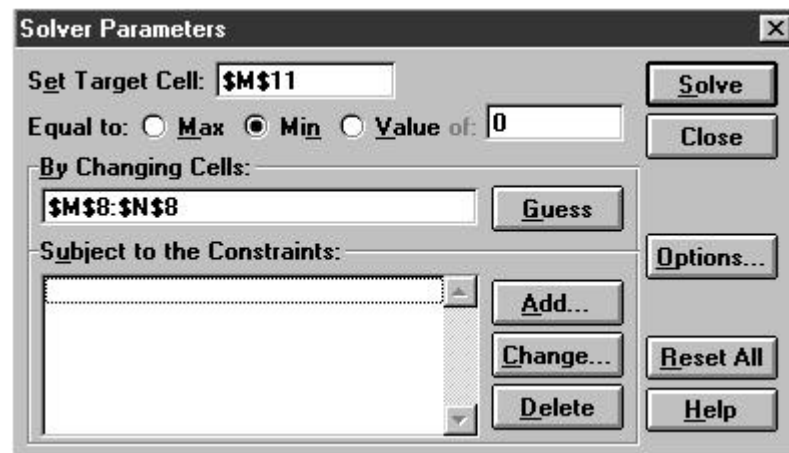 Solver Parameters
Set Target Cell: $M$11
Solve
Equal to: Max Min Value of: 0
Close
By Changing Cells:
$M$8:$N$8
Guess
Subject to the Constraints:
Options...
Add...
Change...
Reset All
Delete
Help